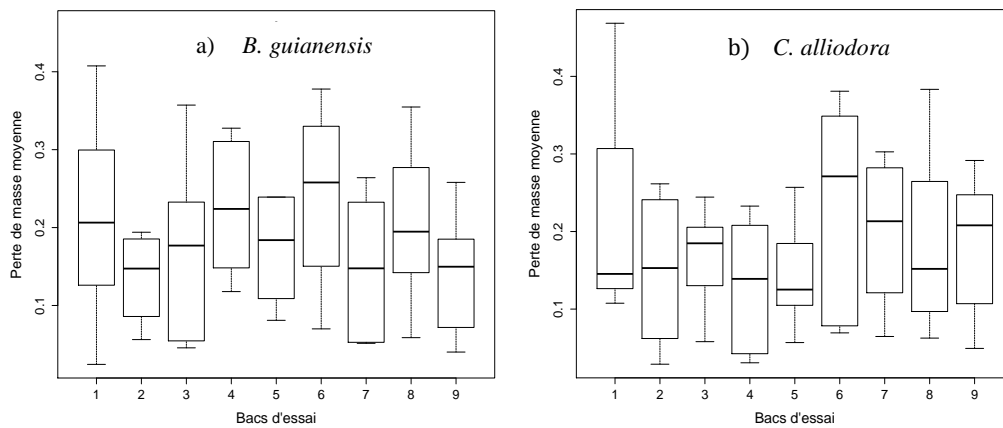 a) B. guianensis
Perte de masse moyenne
0.4
0.3
0.2
0.1
1 2 3 4 5 6 7 8 9
Bacs d'essai
b) C. alliodora
Perte de masse moyenne
0.4
0.3
0.2
0.1
1 2 3 4 5 6 7 8 9
Bacs d'essai